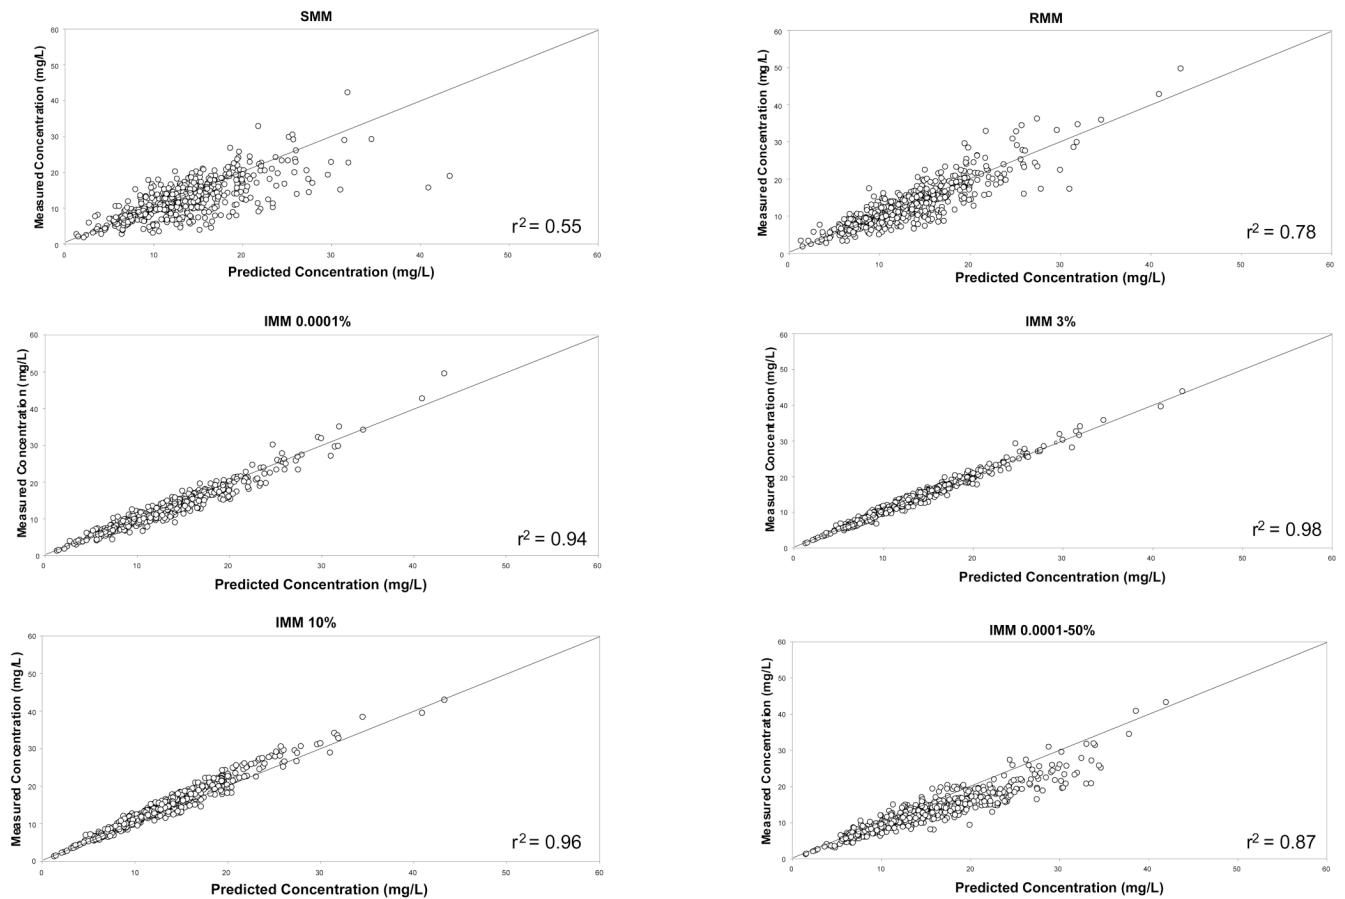 SMM
Measured Concentration (mg/L)
60
50
40
30
20
10
0
0 10 20 30 40 50 60
Predicted Concentration (mg/L)
r² = 0.55
RMM
Measured Concentration (mg/L)
60
50
40
30
20
10
0
0 10 20 30 40 50 60
Predicted Concentration (mg/L)
r² = 0.78
IMM 0.0001%
Measured Concentration (mg/L)
60
50
40
30
20
10
0
0 10 20 30 40 50 60
Predicted Concentration (mg/L)
r² = 0.94
IMM 3%
Measured Concentration (mg/L)
60
50
40
30
20
10
0
0 10 20 30 40 50 60
Predicted Concentration (mg/L)
r² = 0.98
IMM 10%
Measured Concentration (mg/L)
60
50
40
30
20
10
0
0 10 20 30 40 50 60
Predicted Concentration (mg/L)
r² = 0.96
IMM 0.0001-50%
Measured Concentration (mg/L)
60
50
40
30
20
10
0
0 10 20 30 40 50 60
Predicted Concentration (mg/L)
r² = 0.87